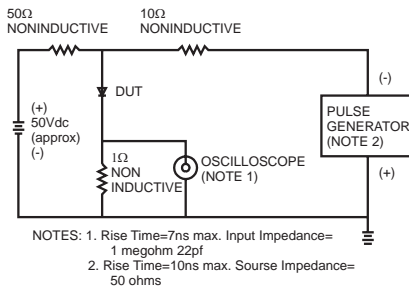 50Ω
NONINDUCTIVE
10Ω
NONINDUCTIVE
DUT
(+)
50Vdc
(approx)
(-)
1Ω
NON
INDUCTIVE
OSCILLOSCOPE
(NOTE 1)
(-)
PULSE
GENERATOR
(NOTE 2)
(+)
NOTES: 1. Rise Time=7ns max. Input Impedance=
1 megohm 22pf
2. Rise Time=10ns max. Sourse Impedance=
50 ohms